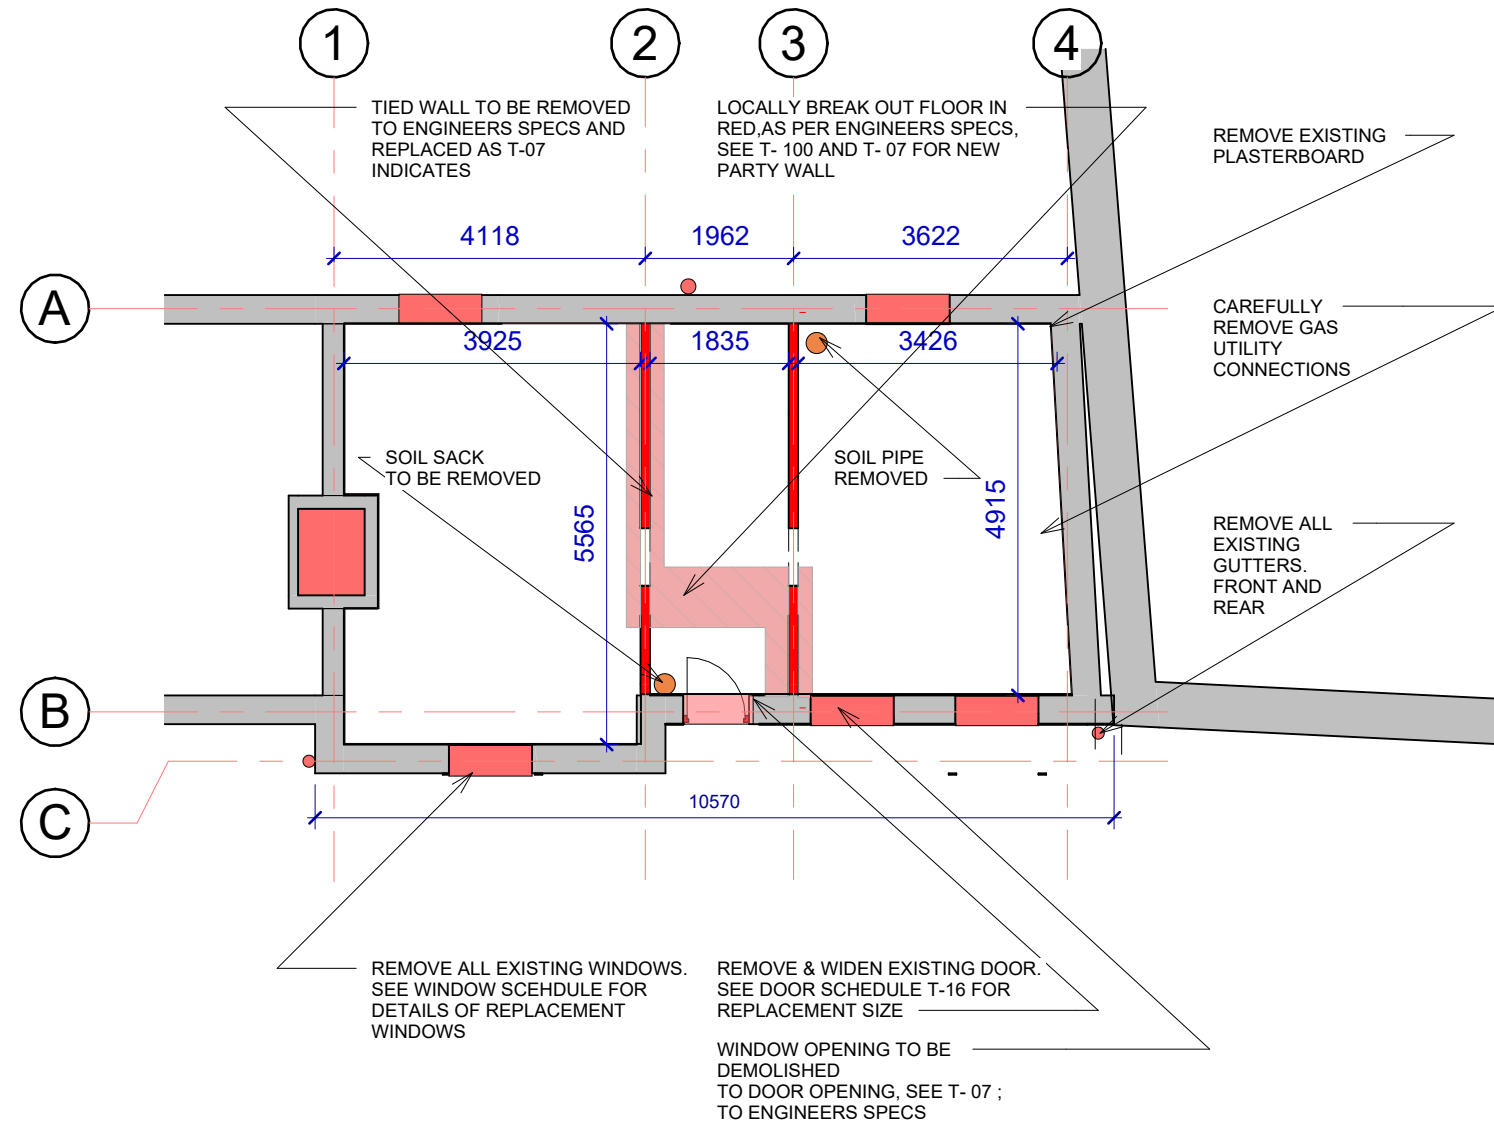 1 2 3 4
TIED WALL TO BE REMOVED
TO ENGINEERS SPECS AND
REPLACED AS T-07
INDICATES
LOCALLY BREAK OUT FLOOR IN
RED,AS PER ENGINEERS SPECS,
SEE T- 100 AND T- 07 FOR NEW
PARTY WALL
REMOVE EXISTING
PLASTERBOARD
4118 1962 3622
A
CAREFULLY
REMOVE GAS
UTILITY
CONNECTIONS
3925 1835 3426
SOIL SACK
TO BE REMOVED
SOIL PIPE
REMOVED
5565
4915
REMOVE ALL
EXISTING
GUTTERS.
FRONT AND
REAR
B
C
10570
REMOVE ALL EXISTING WINDOWS.
SEE WINDOW SCEHDULE FOR
DETAILS OF REPLACEMENT
WINDOWS
REMOVE & WIDEN EXISTING DOOR.
SEE DOOR SCHEDULE T-16 FOR
REPLACEMENT SIZE
WINDOW OPENING TO BE
DEMOLISHED
TO DOOR OPENING, SEE T- 07 ;
TO ENGINEERS SPECS